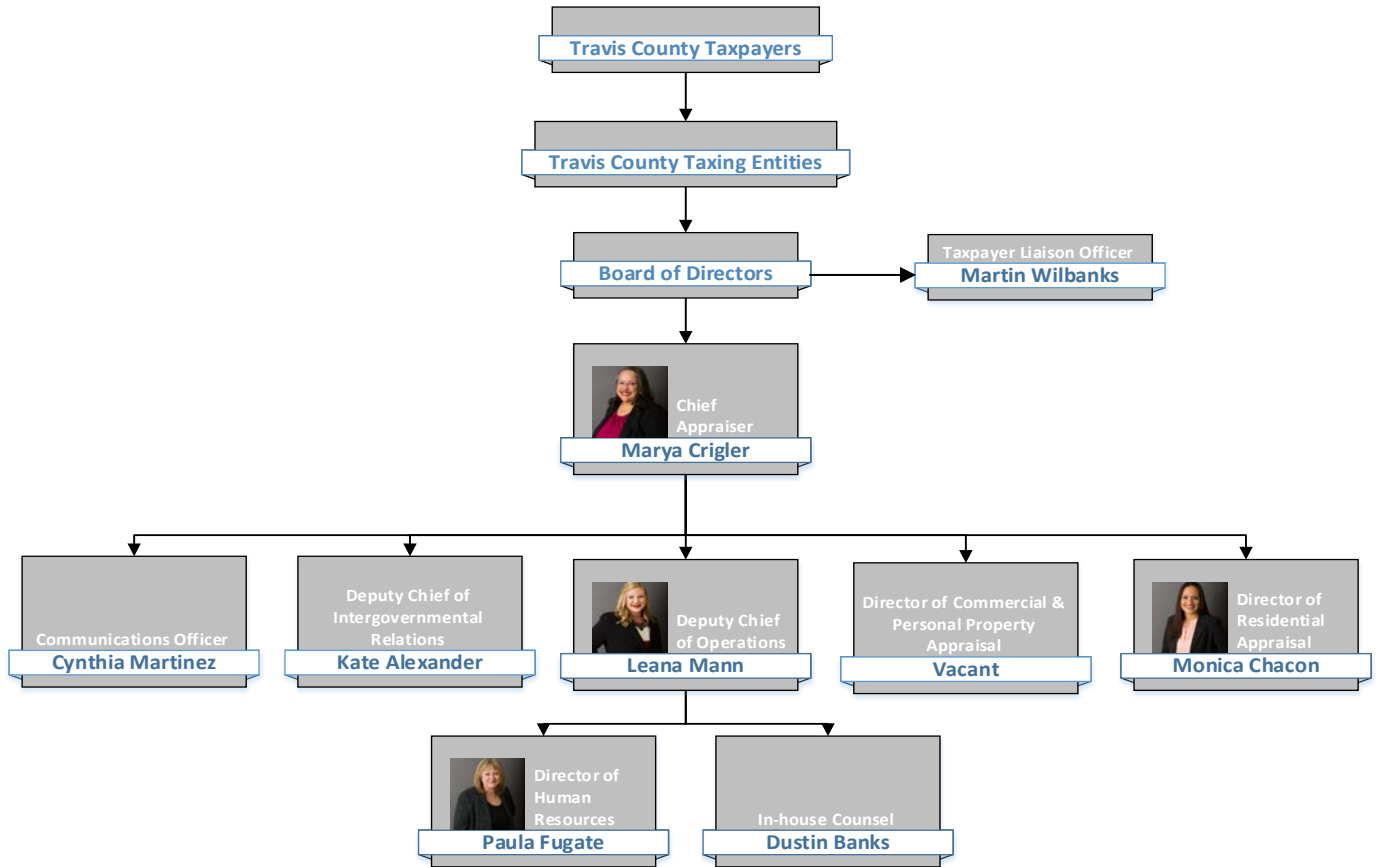 Travis County Taxpayers
Travis County Taxing Entities
Board of Directors
Taxpayer Liaison Officer
Martin Wilbanks
Chief
Appraiser
Marya Crigler
Communications Officer
Cynthia Martinez
Deputy Chief of
Intergovernmental
Relations
Kate Alexander
Deputy Chief
of Operations
Leana Mann
Director of Commercial &
Personal Property
Appraisal
Vacant
Director of
Residential
Appraisal
Monica Chacon
Director of
Human
Resources
Paula Fugate
In-house Counsel
Dustin Banks